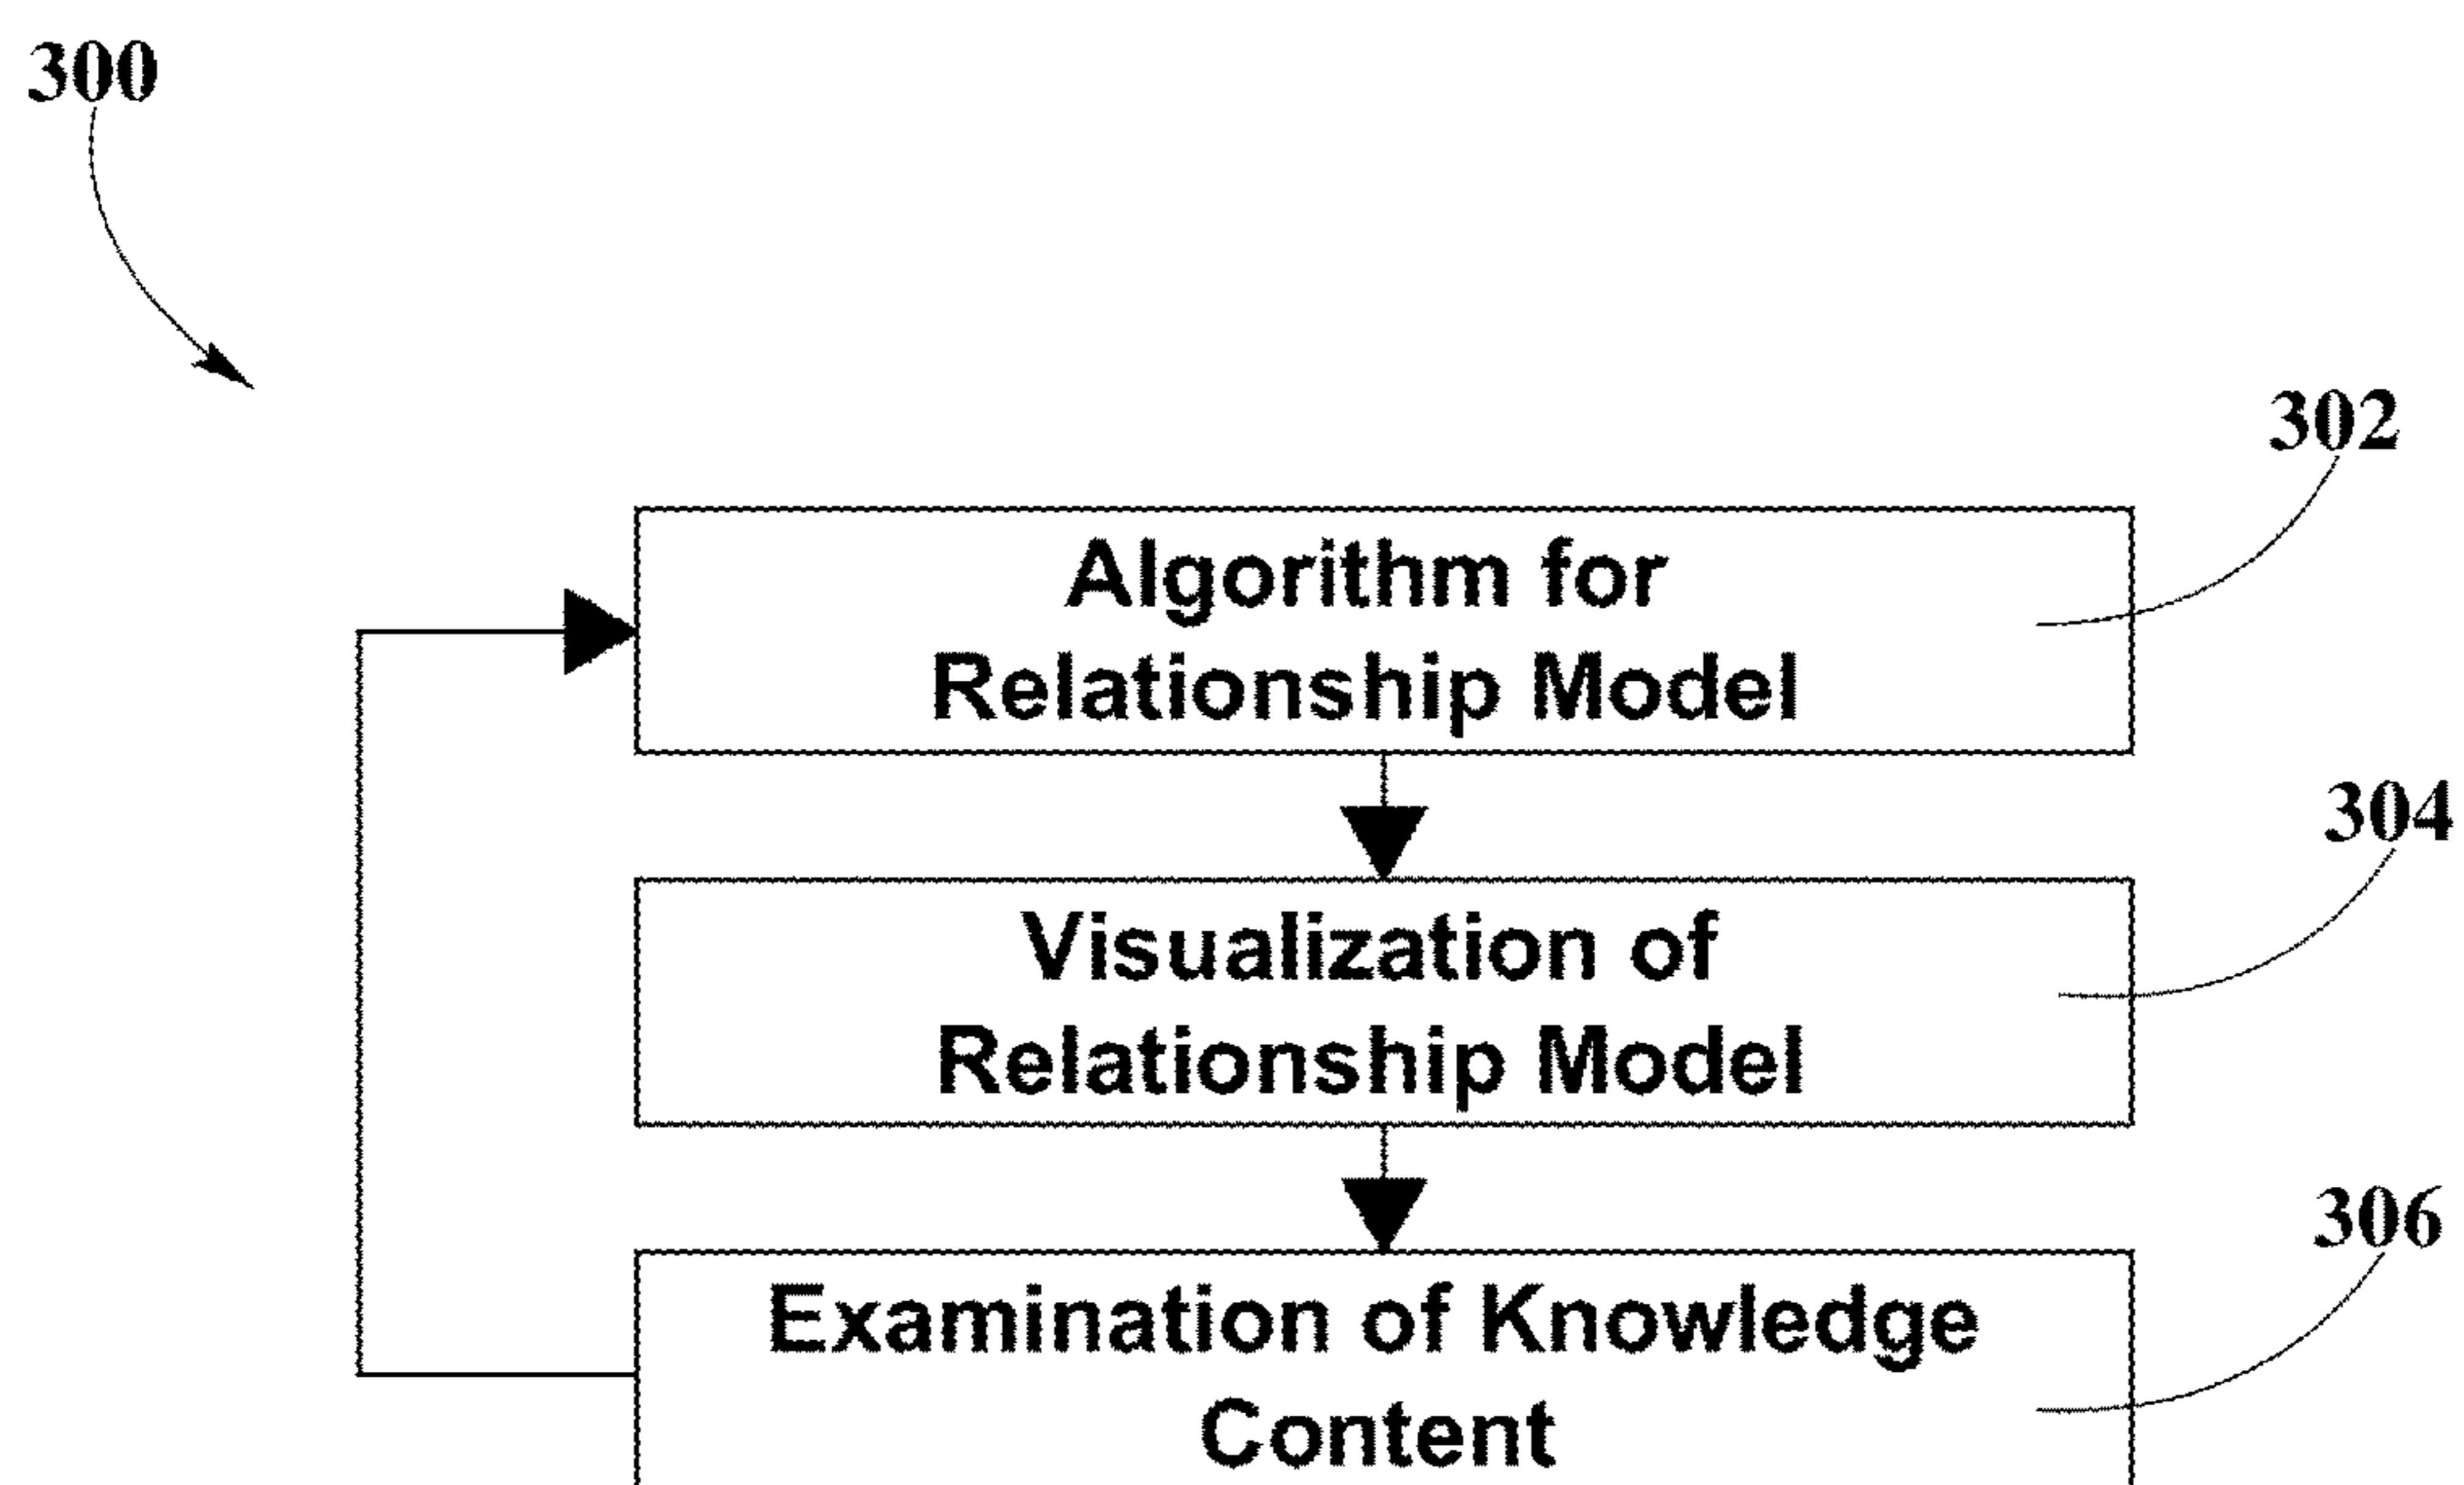 300
302
Algorithm for
Relationship Model
304
Visualization of
Relationship Model
306
Examination of Knowledge
Content